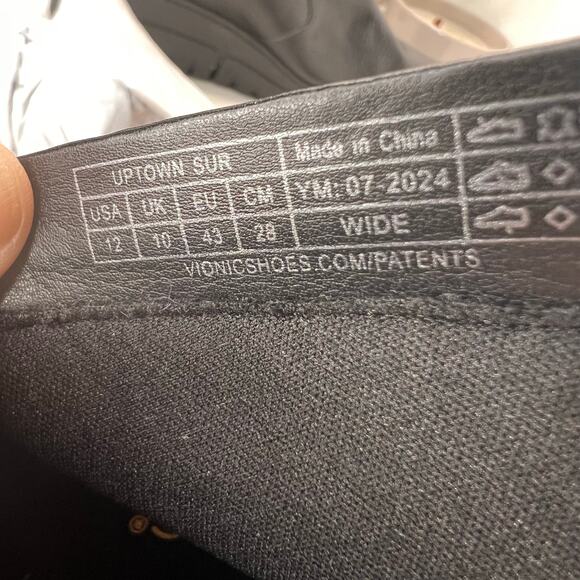 UPTOWN SUR
USA UK EU CM
12 10 43 28
Made in China
YM: 07-2024
WIDE
VIONICSHOES.COM/PATENTS